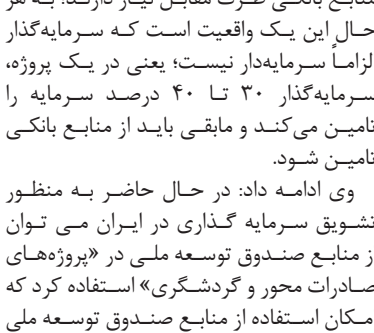 منابع بانکی طرف مقابل نیاز دارند. به هر
حال این یک واقعیت است که سرمایه‌گذار
لزاماً سرمایه‌دار نیست؛ یعنی در یک پروژه،
سرمایه‌گذار ۳۰ تا ۴۰ درصد سرمایه را
تامین می‌کند و مابقی باید از منابع بانکی
تامین شود.
وی ادامه داد: در حال حاضر به منظور
تشویق سرمایه گذاری در ایران می توان
ز منابع صندوق توسعه ملی در «پروژه‌های
صادرات محور و گردشگری» استفاده کرد که
مکان استفاده از منابع صندوق توسعه ملی